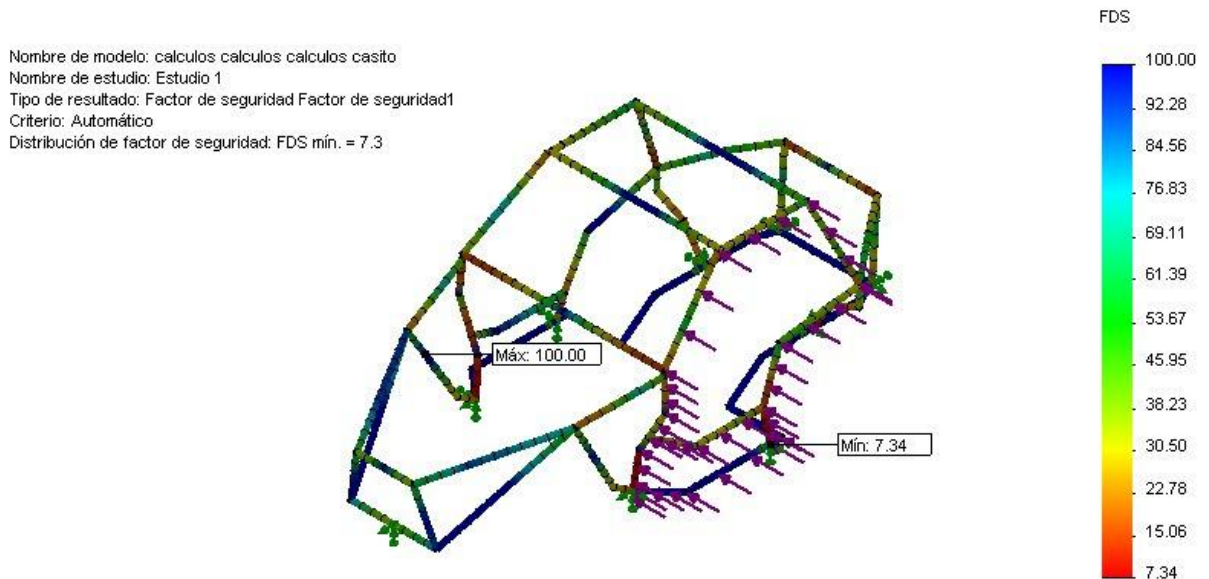 Nombre de modelo: calculos calculos calculos casito
Nombre de estudio: Estudio 1
Tipo de resultado: Factor de seguridad Factor de seguridad1
Criterio: Automático
Distribución de factor de seguridad: FDS mín. = 7.3
Máx: 100.00
Mín: 7.34
FDS
100.00
92.28
84.56
76.83
69.11
61.39
53.67
45.95
38.23
30.50
22.78
15.06
7.34